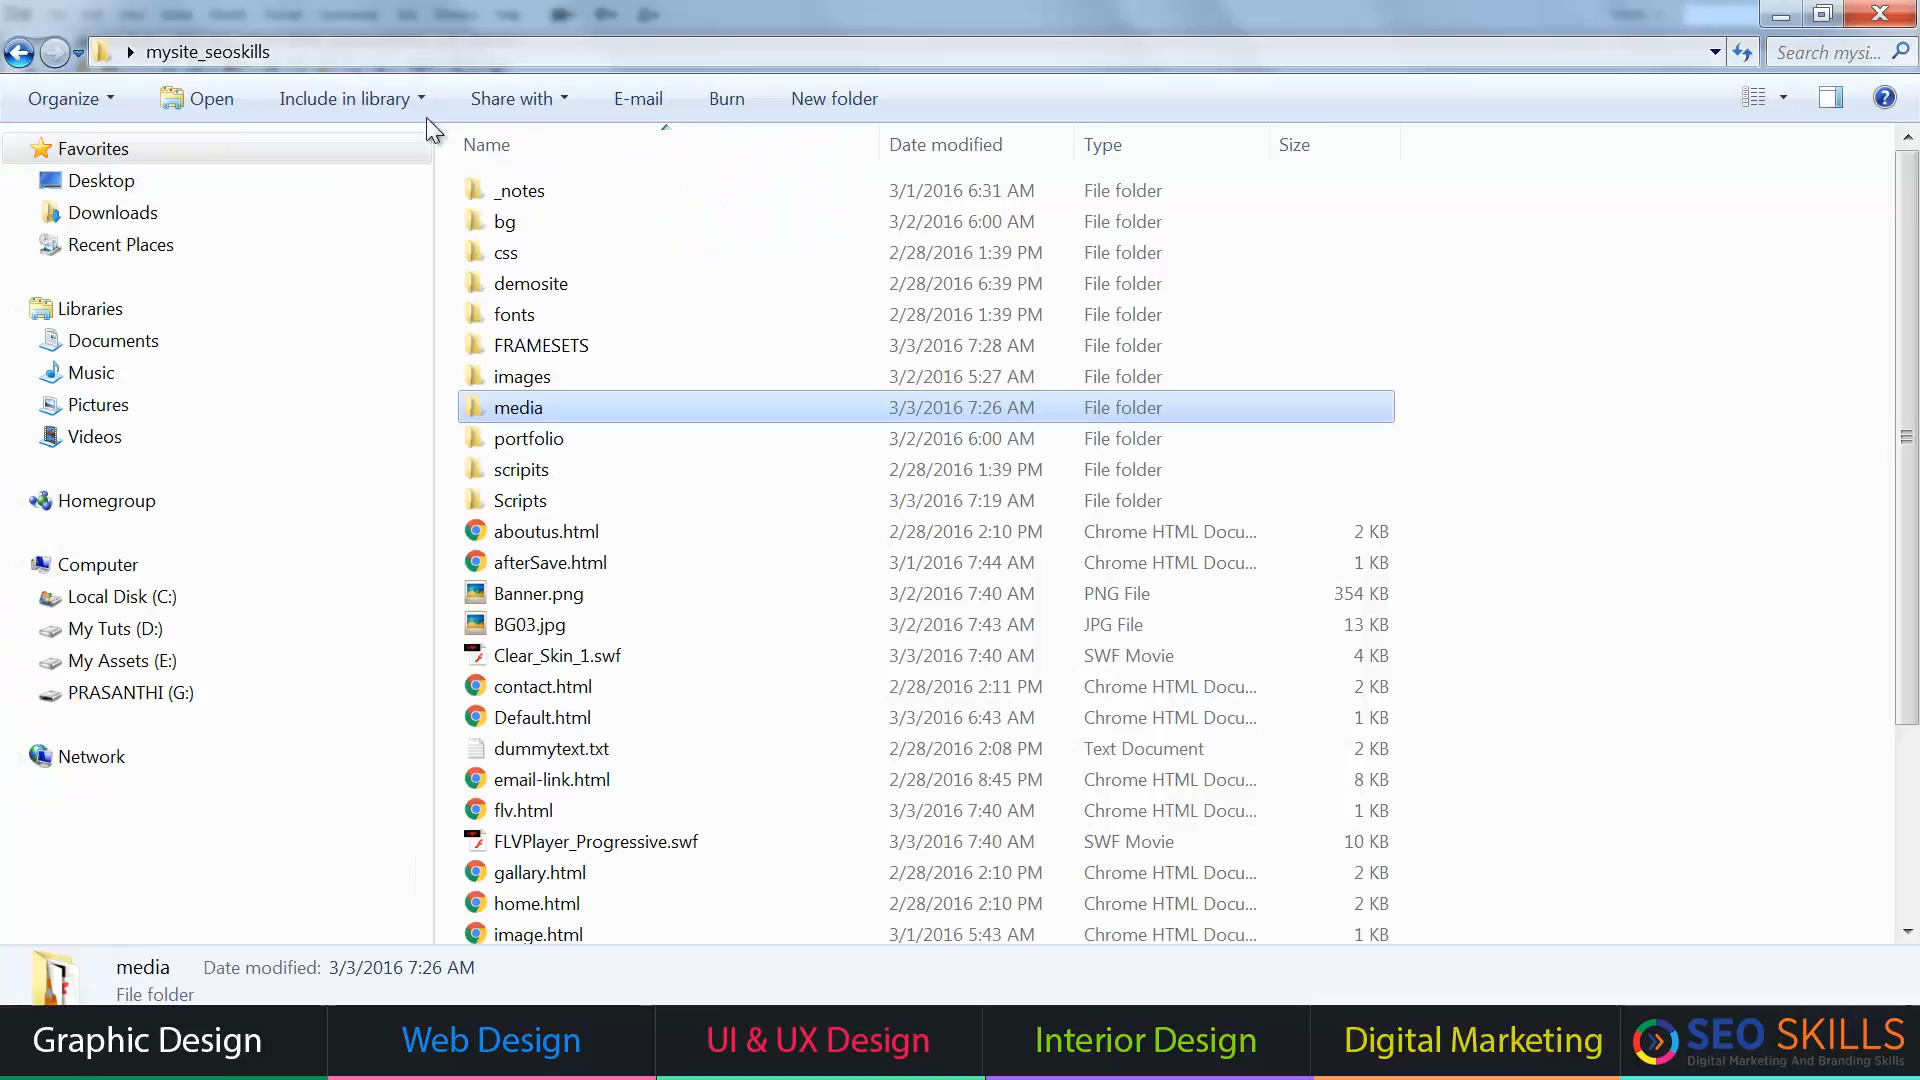 mysite_seoskills
Search mysi...
Organize Open Include in library Share with E-mail Burn New folder
Favorites
Desktop
Downloads
Recent Places
Libraries
Documents
Music
Pictures
Videos
Homegroup
Computer
Local Disk (C:)
My Tuts (D:)
My Assets (E:)
PRASANTHI (G:)
Network
Name Date modified Type Size
_notes 3/1/2016 6:31 AM File folder
bg 3/2/2016 6:00 AM File folder
css 2/28/2016 1:39 PM File folder
demosite 2/28/2016 6:39 PM File folder
fonts 2/28/2016 1:39 PM File folder
FRAMESETS 3/3/2016 7:28 AM File folder
images 3/2/2016 5:27 AM File folder
media 3/3/2016 7:26 AM File folder
portfolio 3/2/2016 6:00 AM File folder
scripits 2/28/2016 1:39 PM File folder
Scripts 3/3/2016 7:19 AM File folder
aboutus.html 2/28/2016 2:10 PM Chrome HTML Docu... 2 KB
afterSave.html 3/1/2016 7:44 AM Chrome HTML Docu... 1 KB
Banner.png 3/2/2016 7:40 AM PNG File 354 KB
BG03.jpg 3/2/2016 7:43 AM JPG File 13 KB
Clear_Skin_1.swf 3/3/2016 7:40 AM SWF Movie 4 KB
contact.html 2/28/2016 2:11 PM Chrome HTML Docu... 2 KB
Default.html 3/3/2016 6:43 AM Chrome HTML Docu... 1 KB
dummytext.txt 2/28/2016 2:08 PM Text Document 2 KB
email-link.html 2/28/2016 8:45 PM Chrome HTML Docu... 8 KB
flv.html 3/3/2016 7:40 AM Chrome HTML Docu... 1 KB
FLVPlayer_Progressive.swf 3/3/2016 7:40 AM SWF Movie 10 KB
gallary.html 2/28/2016 2:10 PM Chrome HTML Docu... 2 KB
home.html 2/28/2016 2:10 PM Chrome HTML Docu... 2 KB
image.html 3/1/2016 5:43 AM Chrome HTML Docu... 1 KB
media Date modified: 3/3/2016 7:26 AM
File folder
Graphic Design Web Design UI & UX Design Interior Design Digital Marketing SEO SKILLS
Digital Marketing And Branding Skills